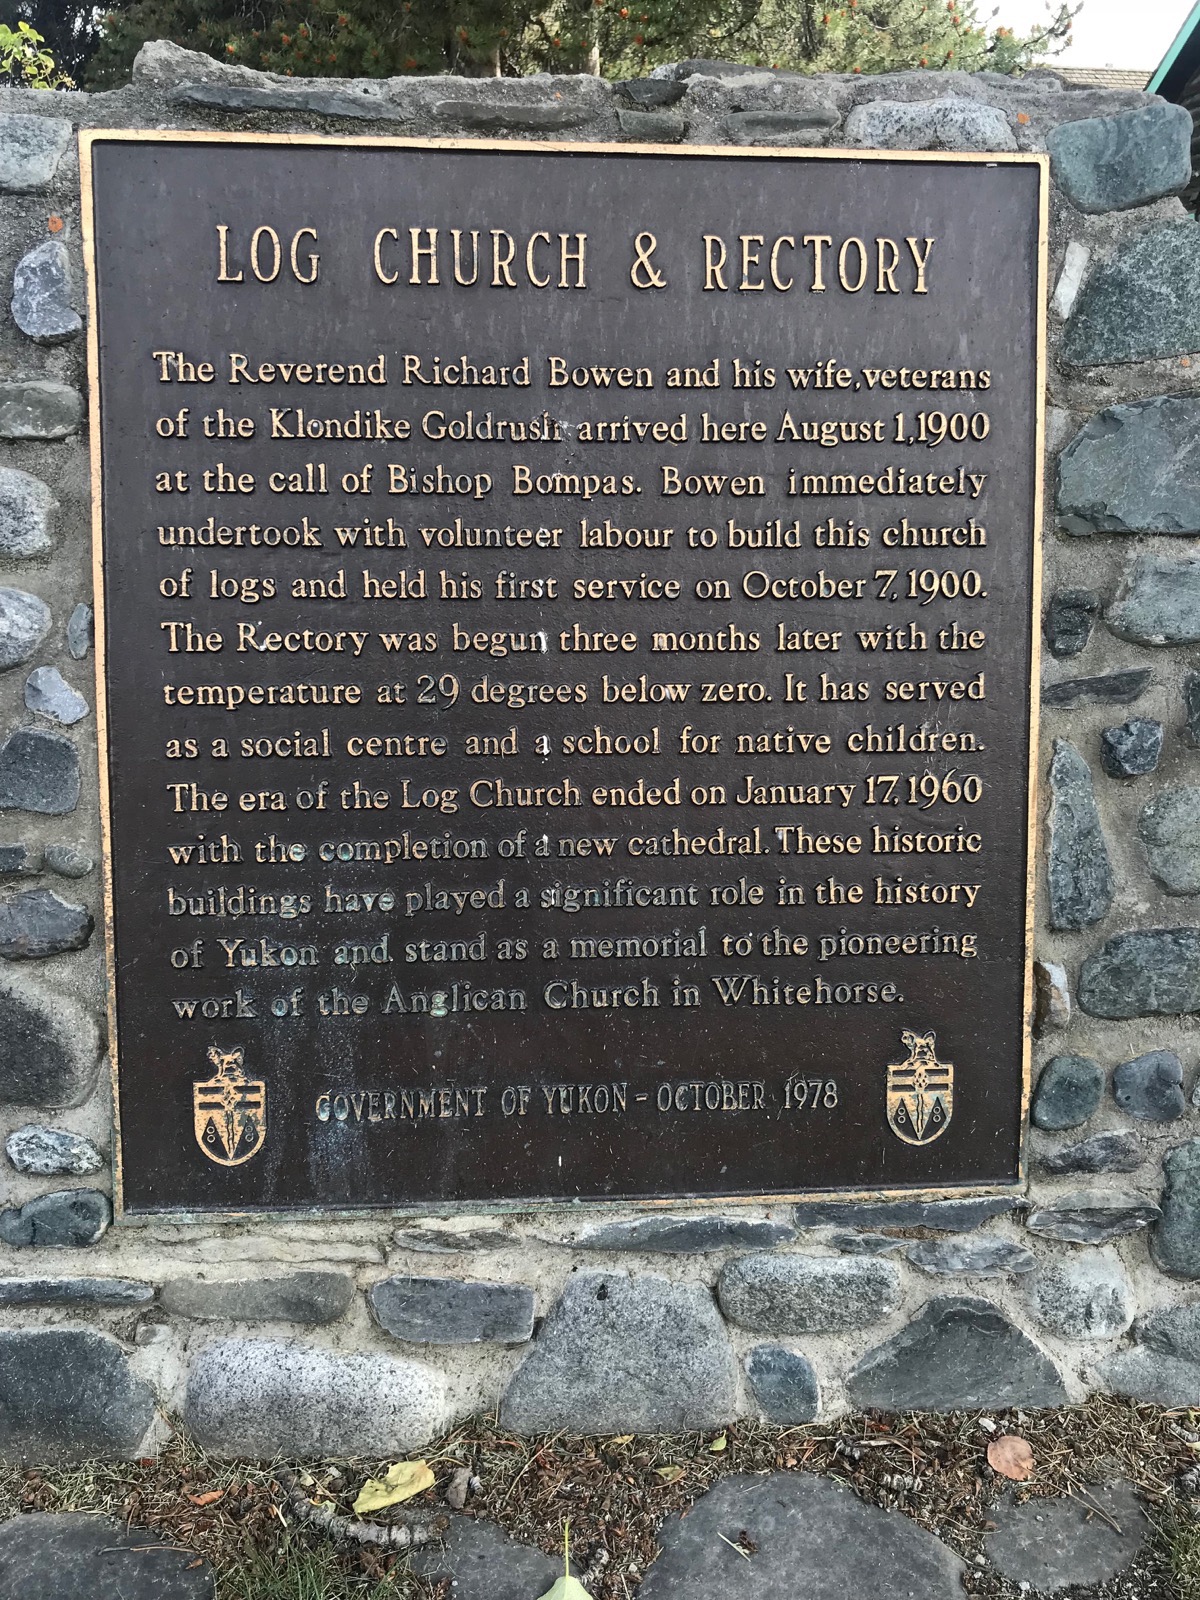 LOG CHURCH & RECTORY
The Reverend Richard Bowen and his wife, veterans
of the Klondike Goldrush arrived here August 1, 1900
at the call of Bishop Bompas. Bowen immediately
undertook with volunteer labour to build this church
of logs and held his first service on October 7, 1900.
The Rectory was begun three months later with the
temperature at 29 degrees below zero. It has served
as a social centre and a school for native children.
The era of the Log Church ended on January 17, 1960
with the completion of a new cathedral. These historic
buildings have played a significant role in the history
of Yukon and stand as a memorial to the pioneering
work of the Anglican Church in Whitehorse.
GOVERNMENT OF YUKON - OCTOBER 1978